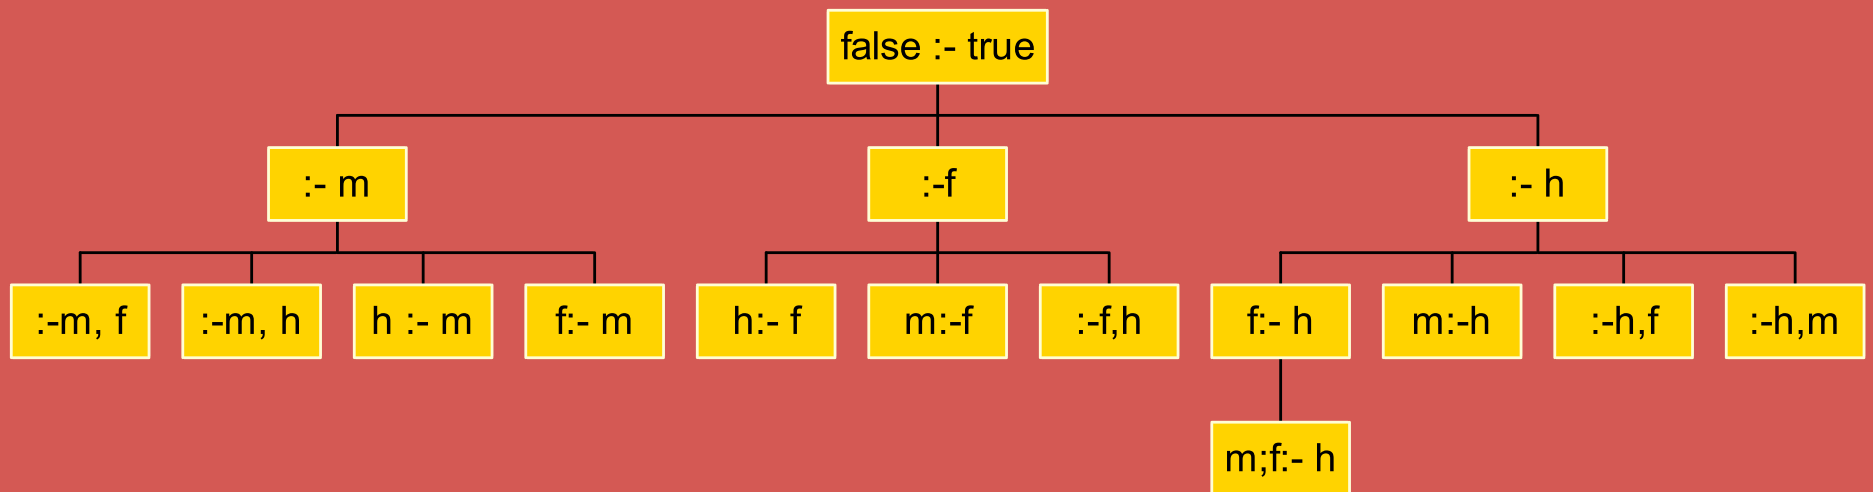 false :- true
:- m
:-f
:- h
:-m, f
:-m, h
h :- m
f:- m
h:- f
m:-f
:-f,h
f:- h
m:-h
:-h,f
:-h,m
m;f:- h